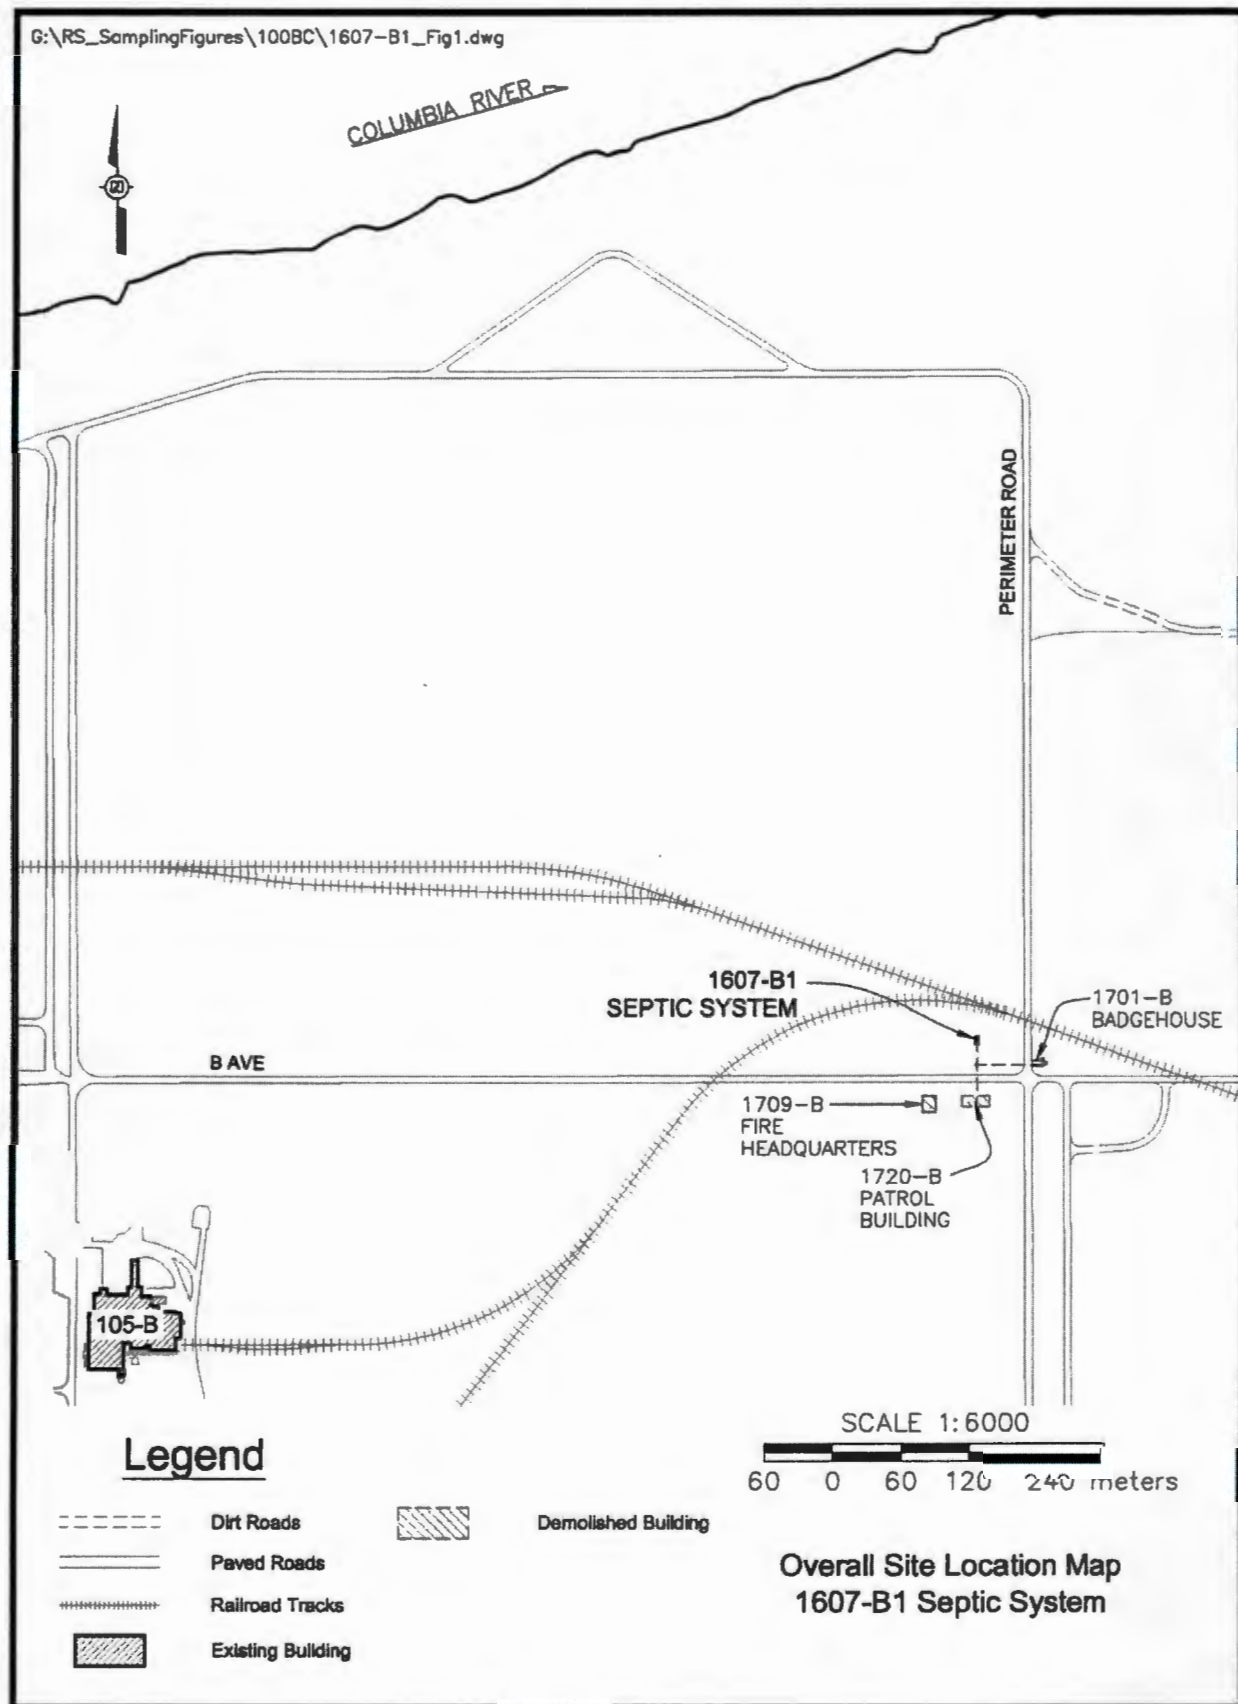 G:\RS_SamplingFigures\100BC\1607-B1_Fig1.dwg
COLUMBIA RIVER
PERIMETER ROAD
1607-B1
SEPTIC SYSTEM
1701-B
BADGEHOUSE
B AVE
1709-B
FIRE
HEADQUARTERS
1720-B
PATROL
BUILDING
105-B
SCALE 1:6000
60 0 60 120 240 meters
Legend
Dirt Roads
Demolished Building
Paved Roads
Railroad Tracks
Existing Building
Overall Site Location Map
1607-B1 Septic System